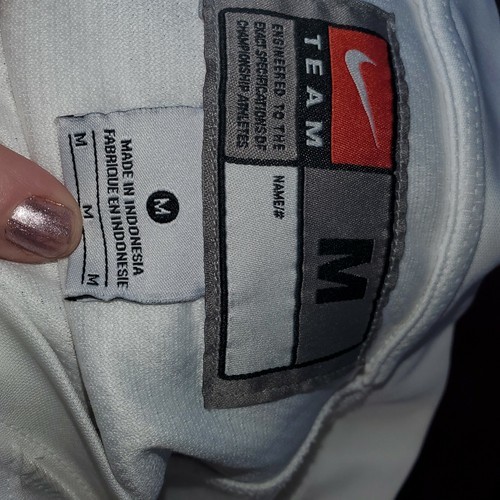 TEAM
ENGINEERED TO THE
EXACT SPECIFICATIONS OF
CHAMPIONSHIP ATHLETES
NAME/#
M
M
MADE IN INDONESIA
FABRIQUE EN INDONESIE
M M M